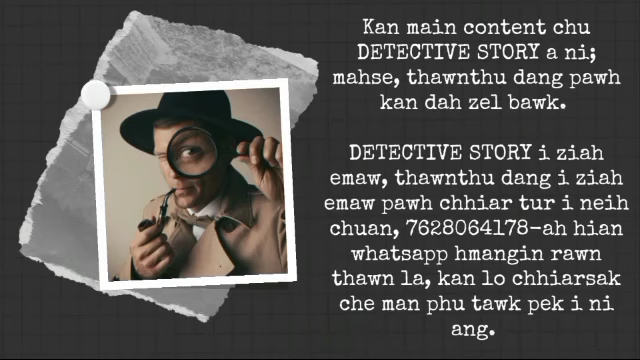 Kan main content chu
DETECTIVE STORY a ni;
mahse, thawnthu dang pawh
kan dah zel bawk.
DETECTIVE STORY i ziah
emaw, thawnthu dang i ziah
emaw pawh chhiar tur i neih
chuan, 7628064178-ah hian
whatsapp hmangin rawn
thawn la, kan lo chhiarsak
che man phu tawk pek i ni
ang.